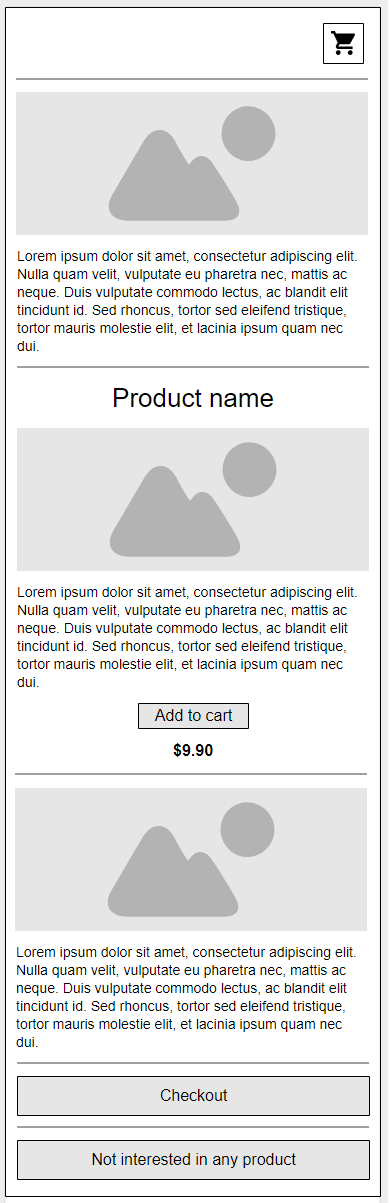 Lorem ipsum dolor sit amet, consectetur adipiscing elit.
Nulla quam velit, vulputate eu pharetra nec, mattis ac
neque. Duis vulputate commodo lectus, ac blandit elit
tincidunt id. Sed rhoncus, tortor sed eleifend tristique,
tortor mauris molestie elit, et lacinia ipsum quam nec
dui.
Product name
Lorem ipsum dolor sit amet, consectetur adipiscing elit.
Nulla quam velit, vulputate eu pharetra nec, mattis ac
neque. Duis vulputate commodo lectus, ac blandit elit
tincidunt id. Sed rhoncus, tortor sed eleifend tristique,
tortor mauris molestie elit, et lacinia ipsum quam nec
dui.
Add to cart
$9.90
Lorem ipsum dolor sit amet, consectetur adipiscing elit.
Nulla quam velit, vulputate eu pharetra nec, mattis ac
neque. Duis vulputate commodo lectus, ac blandit elit
tincidunt id. Sed rhoncus, tortor sed eleifend tristique,
tortor mauris molestie elit, et lacinia ipsum quam nec
dui.
Checkout
Not interested in any product